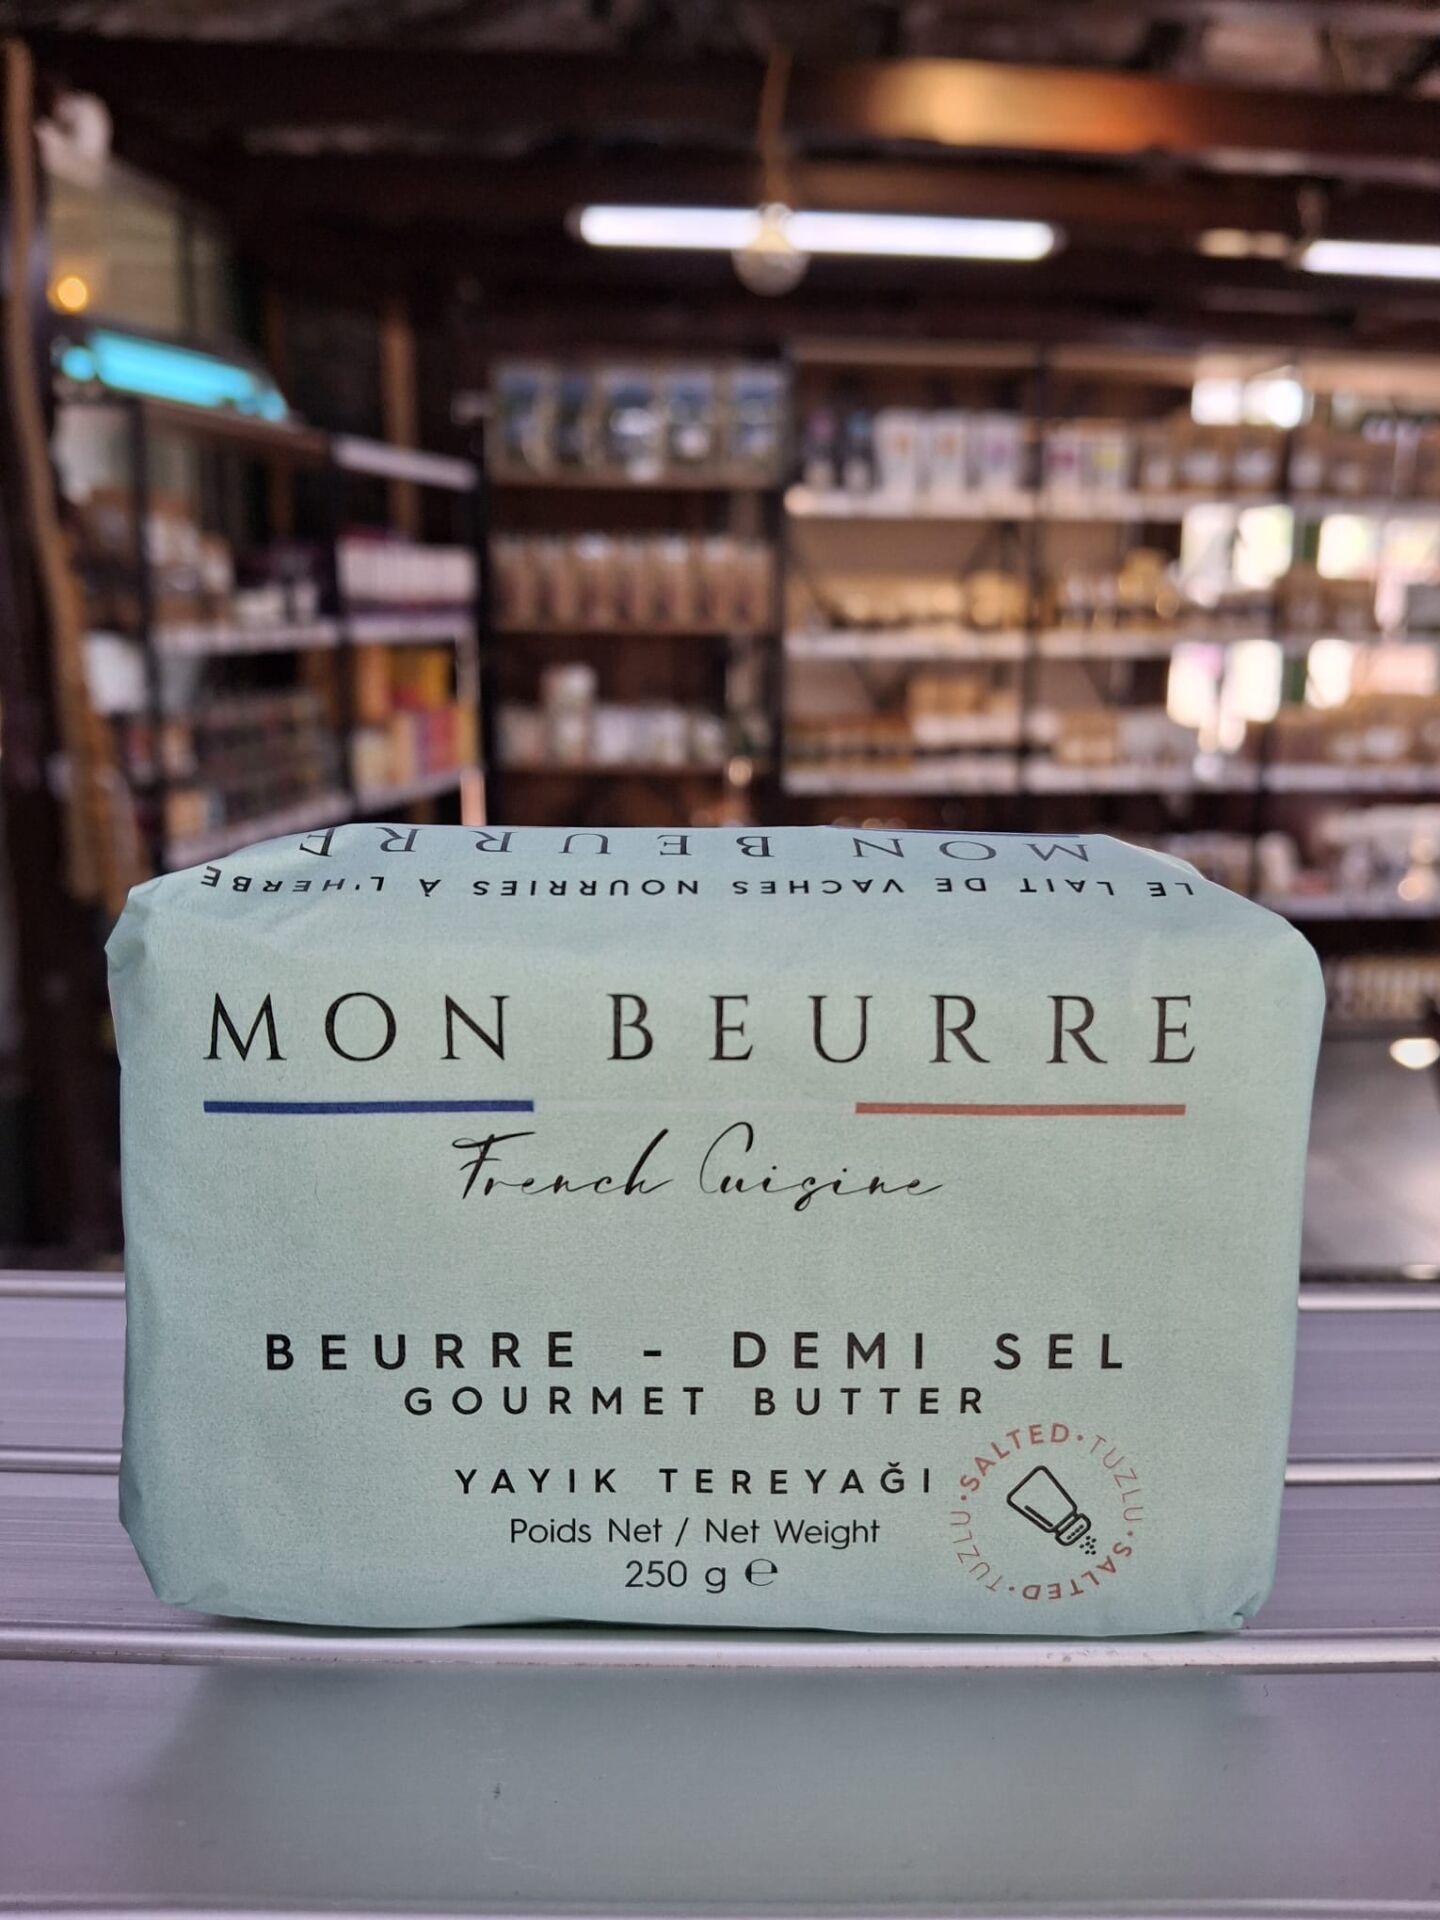 MON BEURRE
LE LAIT DE VACHES NOURRIES À L'HERBE
MON BEURRE
French Cuisine
BEURRE - DEMI SEL
GOURMET BUTTER
YAYIK TEREYAĞI
Poids Net / Net Weight
250 g ℮
SALTED · TUZLU · SALTED · TUZLU ·